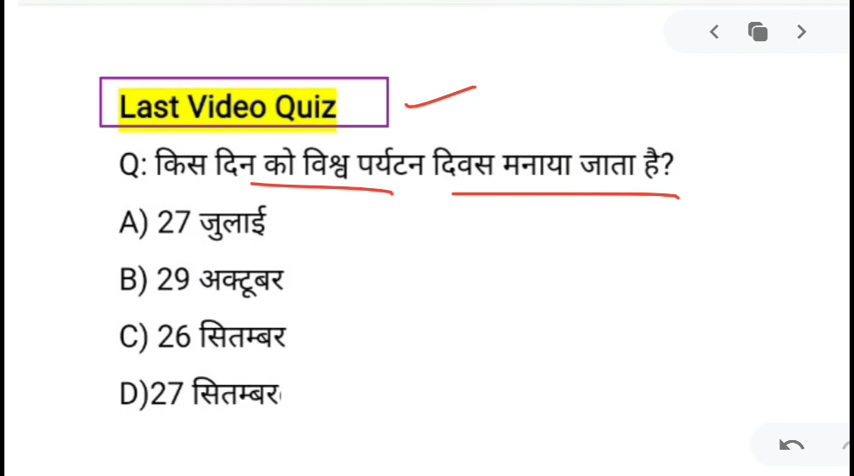 Last Video Quiz
Q: किस दिन को विश्व पर्यटन दिवस मनाया जाता है?
A) 27 जुलाई
B) 29 अक्टूबर
C) 26 सितम्बर
D)27 सितम्बर